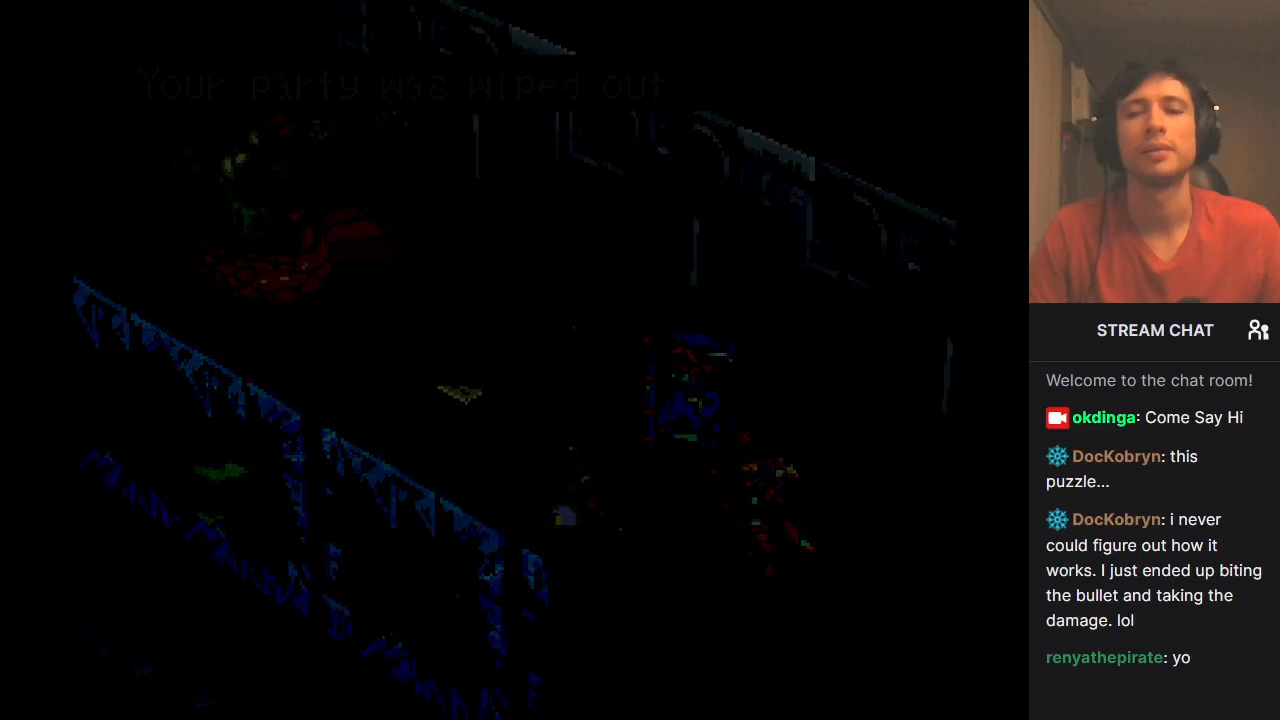 Your party was wiped out
STREAM CHAT
Welcome to the chat room!
okdinga: Come Say Hi
DocKobryn: this
puzzle...
DocKobryn: i never
could figure out how it
works. I just ended up biting
the bullet and taking the
damage. lol
renyathepirate: yo